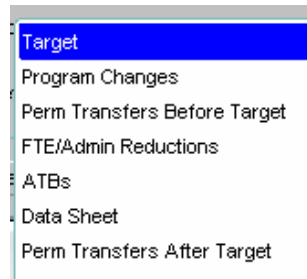 Target
Program Changes
Perm Transfers Before Target
FTE/Admin Reductions
ATBs
Data Sheet
Perm Transfers After Target